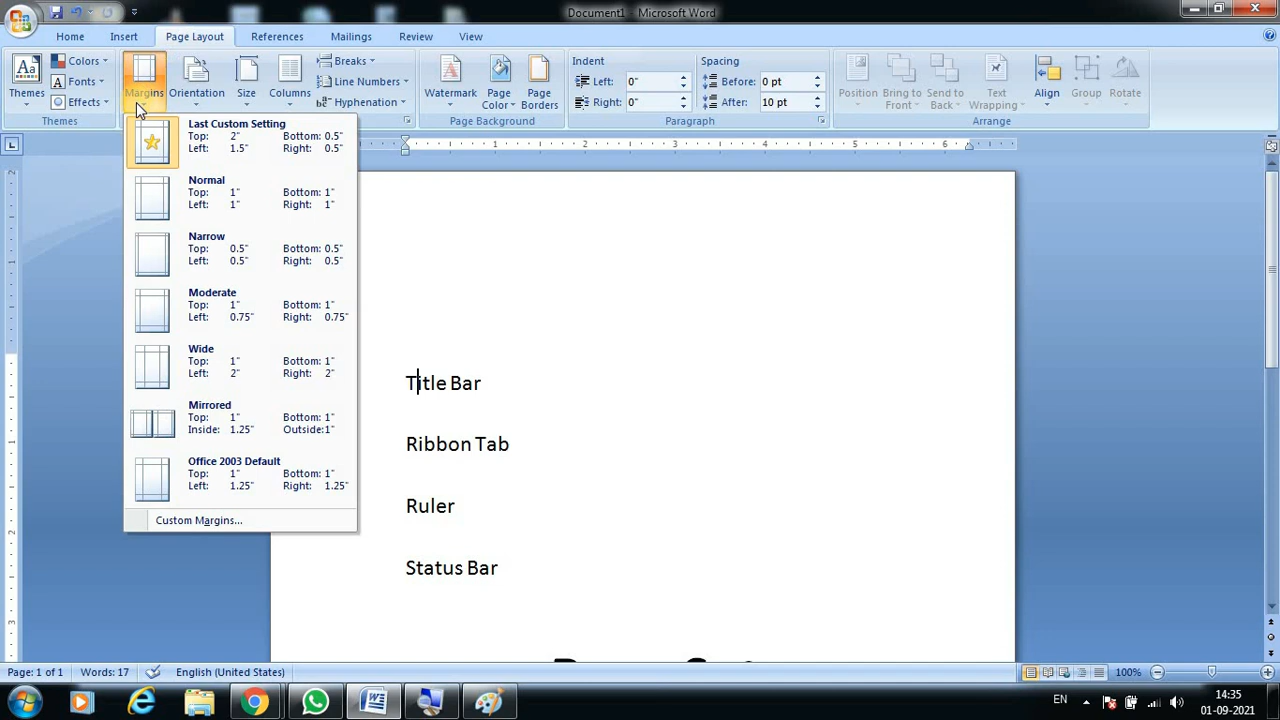 Document1 - Microsoft Word
Home Insert Page Layout References Mailings Review View
Themes
Colors
Fonts
Effects
Themes
Margins
Orientation
Size
Columns
Breaks
Line Numbers
Hyphenation
Watermark
Page Color
Page Borders
Page Background
Indent
Left: 0"
Right: 0"
Spacing
Before: 0 pt
After: 10 pt
Paragraph
Position
Bring to Front
Send to Back
Text Wrapping
Align
Group
Rotate
Arrange
Last Custom Setting
Top: 2" Bottom: 0.5"
Left: 1.5" Right: 0.5"
Normal
Top: 1" Bottom: 1"
Left: 1" Right: 1"
Narrow
Top: 0.5" Bottom: 0.5"
Left: 0.5" Right: 0.5"
Moderate
Top: 1" Bottom: 1"
Left: 0.75" Right: 0.75"
Wide
Top: 1" Bottom: 1"
Left: 2" Right: 2"
Mirrored
Top: 1" Bottom: 1"
Inside: 1.25" Outside: 1"
Office 2003 Default
Top: 1" Bottom: 1"
Left: 1.25" Right: 1.25"
Custom Margins...
1 2 3 4 5 6
Title Bar
Ribbon Tab
Ruler
Status Bar
Page: 1 of 1 Words: 17 English (United States) 100%
EN
14:35
01-09-2021